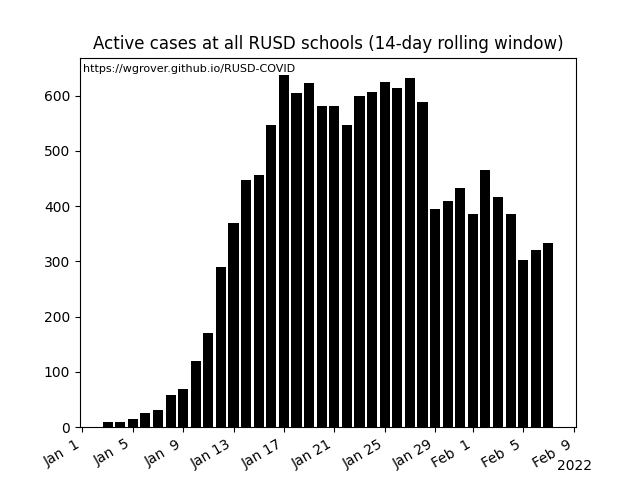 Active cases at all RUSD schools (14-day rolling window)
https://wgrover.github.io/RUSD-COVID
600
500
400
300
200
100
0
Jan 1
Jan 5
Jan 9
Jan 13
Jan 17
Jan 21
Jan 25
Jan 29
Feb 1
Feb 5
Feb 9
2022